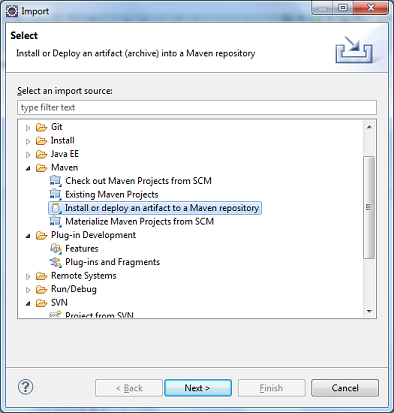 Import
Select
Install or Deploy an artifact (archive) into a Maven repository
Select an import source:
type filter text
Git
Install
Java EE
Maven
Check out Maven Projects from SCM
Existing Maven Projects
Install or deploy an artifact to a Maven repository
Materialize Maven Projects from SCM
Plug-in Development
Features
Plug-ins and Fragments
Remote Systems
Run/Debug
SVN
Project from SVN
?
< Back
Next >
Finish
Cancel